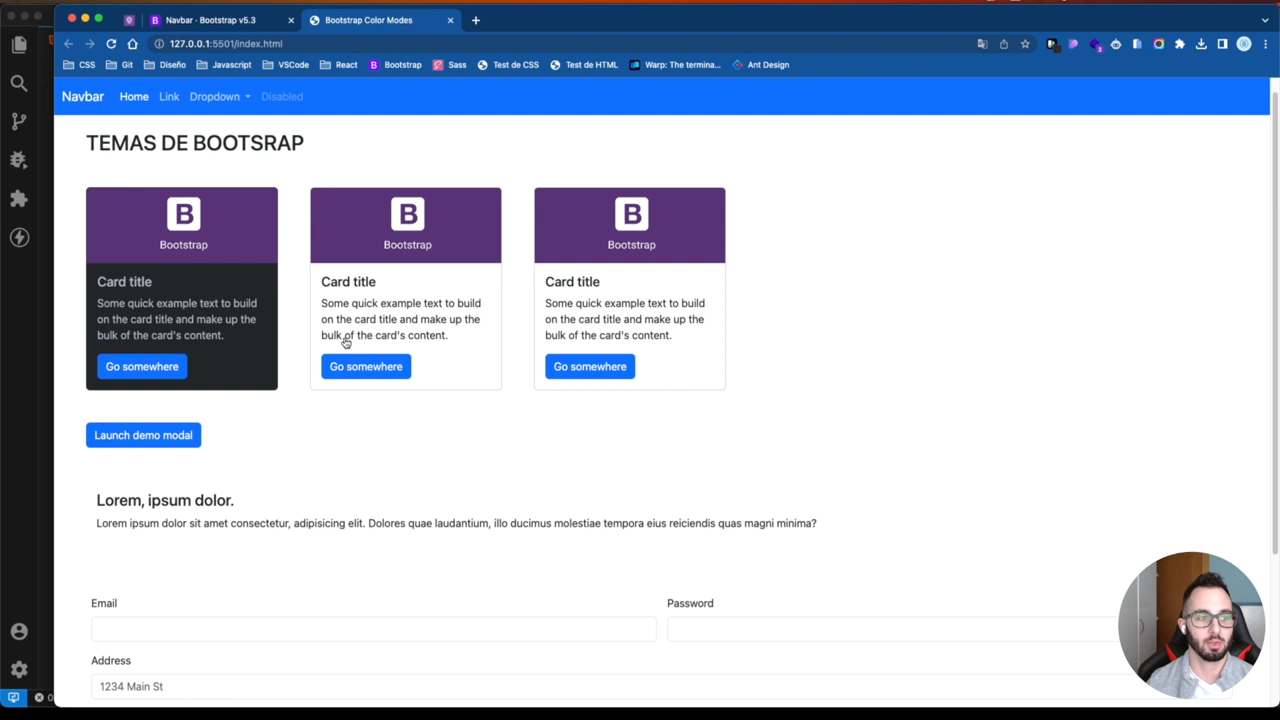 Navbar · Bootstrap v5.3
Bootstrap Color Modes
127.0.0.1:5501/index.html
CSS
Git
Diseño
Javascript
VSCode
React
Bootstrap
Sass
Test de CSS
Test de HTML
Warp: The termina...
Ant Design
Navbar
Home
Link
Dropdown
Disabled
TEMAS DE BOOTSRAP
B
Bootstrap
Card title
Some quick example text to build
on the card title and make up the
bulk of the card's content.
Go somewhere
B
Bootstrap
Card title
Some quick example text to build
on the card title and make up the
bulk of the card's content.
Go somewhere
B
Bootstrap
Card title
Some quick example text to build
on the card title and make up the
bulk of the card's content.
Go somewhere
Launch demo modal
Lorem, ipsum dolor.
Lorem ipsum dolor sit amet consectetur, adipisicing elit. Dolores quae laudantium, illo ducimus molestiae tempora eius reiciendis quas magni minima?
Email
Password
Address
1234 Main St
0